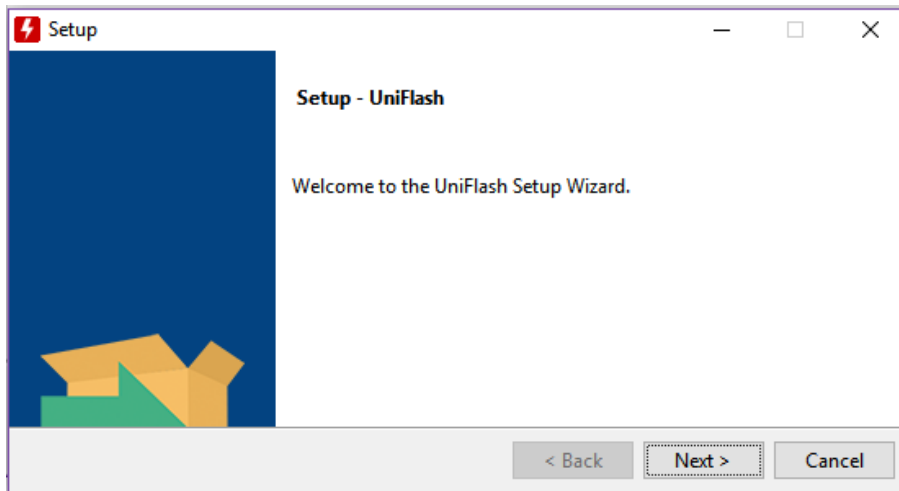 Setup
Setup - UniFlash
Welcome to the UniFlash Setup Wizard.
< Back
Next >
Cancel